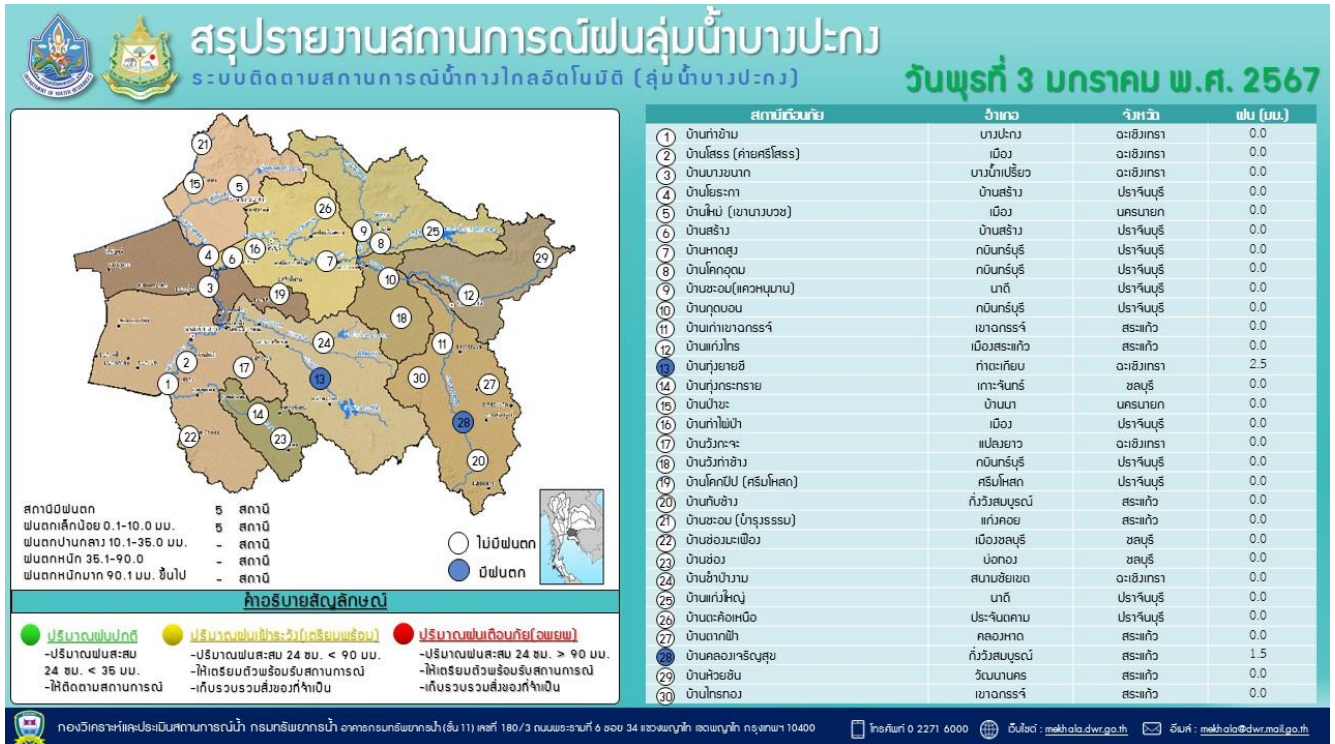 สรุปรายงานสถานการณ์ฝนลุ่มน้ำบางปะกง
ระบบติดตามสถานการณ์น้ำทางไกลอัตโนมัติ (ลุ่มน้ำบางปะกง)
วันพุธที่ 3 มกราคม พ.ศ. 2567
21
15
5
26
9
8
25
29
4
6
16
7
10
12
3
19
18
24
11
2
17
13
30
27
1
14
28
22
23
20
สถานีมีฝนตก 5 สถานี
ฝนตกเล็กน้อย 0.1-10.0 มม. 5 สถานี
ฝนตกปานกลาง 10.1-35.0 มม. - สถานี
ฝนตกหนัก 35.1-90.0 - สถานี
ฝนตกหนักมาก 90.1 มม. ขึ้นไป - สถานี
ไม่มีฝนตก
มีฝนตก
คำอธิบายสัญลักษณ์
ปริมาณฝนปกติ
-ปริมาณฝนสะสม
24 ชม. < 35 มม.
-ให้ติดตามสถานการณ์
ปริมาณฝนเฝ้าระวัง(เตรียมพร้อม)
-ปริมาณฝนสะสม 24 ชม. < 90 มม.
-ให้เตรียมตัวพร้อมรับสถานการณ์
-เก็บรวบรวมสิ่งของที่จำเป็น
ปริมาณฝนเตือนภัย(อพยพ)
-ปริมาณฝนสะสม 24 ชม. > 90 มม.
-ให้เตรียมตัวพร้อมรับสถานการณ์
-เก็บรวบรวมสิ่งของที่จำเป็น
สถานีเตือนภัย อำเภอ จังหวัด ฝน (มม.)
1 บ้านท่าข้าม บางปะกง ฉะเชิงเทรา 0.0
2 บ้านโสธร (ค่ายศรีโสธร) เมือง ฉะเชิงเทรา 0.0
3 บ้านบางขนาก บางน้ำเปรี้ยว ฉะเชิงเทรา 0.0
4 บ้านโยธะกา บ้านสร้าง ปราจีนบุรี 0.0
5 บ้านใหม่ (เขานางบวช) เมือง นครนายก 0.0
6 บ้านสร้าง บ้านสร้าง ปราจีนบุรี 0.0
7 บ้านหาดสูง กบินทร์บุรี ปราจีนบุรี 0.0
8 บ้านโคกอุดม กบินทร์บุรี ปราจีนบุรี 0.0
9 บ้านซะอม(แควหนุมาน) นาดี ปราจีนบุรี 0.0
10 บ้านกุดบอน กบินทร์บุรี ปราจีนบุรี 0.0
11 บ้านเก่าเขาฉกรรจ์ เขาฉกรรจ์ สระแก้ว 0.0
12 บ้านแก่งไทร เมืองสระแก้ว สระแก้ว 0.0
13 บ้านทุ่งยายชี ท่าตะเกียบ ฉะเชิงเทรา 2.5
14 บ้านทุ่งกระทราย เกาะจันทร์ ชลบุรี 0.0
15 บ้านป่าขะ บ้านนา นครนายก 0.0
16 บ้านท่าไผ่ป่า เมือง ปราจีนบุรี 0.0
17 บ้านวังกะจะ แปลงยาว ฉะเชิงเทรา 0.0
18 บ้านวังท่าช้าง กบินทร์บุรี ปราจีนบุรี 0.0
19 บ้านโคกปีป (ศรีมโหสถ) ศรีมโหสถ ปราจีนบุรี 0.0
20 บ้านทับช้าง กิ่งวังสมบูรณ์ สระแก้ว 0.0
21 บ้านซะอม (บำรุงธรรม) แก่งคอย สระแก้ว 0.0
22 บ้านช่องมะเฟือง เมืองชลบุรี ชลบุรี 0.0
23 บ้านช่อง บ่อทอง ชลบุรี 0.0
24 บ้านชำป่างาม สนามชัยเขต ฉะเชิงเทรา 0.0
25 บ้านแก่งใหญ่ นาดี ปราจีนบุรี 0.0
26 บ้านตะคร้อเหนือ ประจันตคาม ปราจีนบุรี 0.0
27 บ้านตากฟ้า คลองหาด สระแก้ว 0.0
28 บ้านคลองเจริญสุข กิ่งวังสมบูรณ์ สระแก้ว 1.5
29 บ้านห้วยชัน วัฒนานคร สระแก้ว 0.0
30 บ้านไทรทอง เขาฉกรรจ์ สระแก้ว 0.0
กองวิเคราะห์และประเมินสถานการณ์น้ำ กรมทรัพยากรน้ำ อาคารกรมทรัพยากรน้ำ (ชั้น 11) เลขที่ 180/3 ถนนพระรามที่ 6 ซอย 34 แขวงพญาไท เขตพญาไท กรุงเทพฯ 10400
โทรศัพท์ 0 2271 6000
เว็บไซต์ : mekhala.dwr.go.th
อีเมล์ : mekhala@dwr.mail.go.th